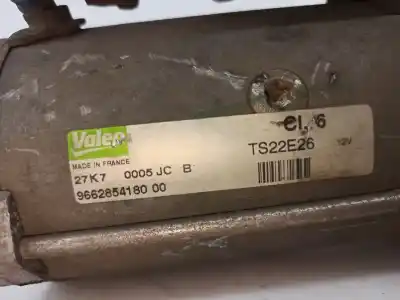 Valeo
MADE IN FRANCE
TS22E26
12V
27K7 0005 JC B
9662854180 00